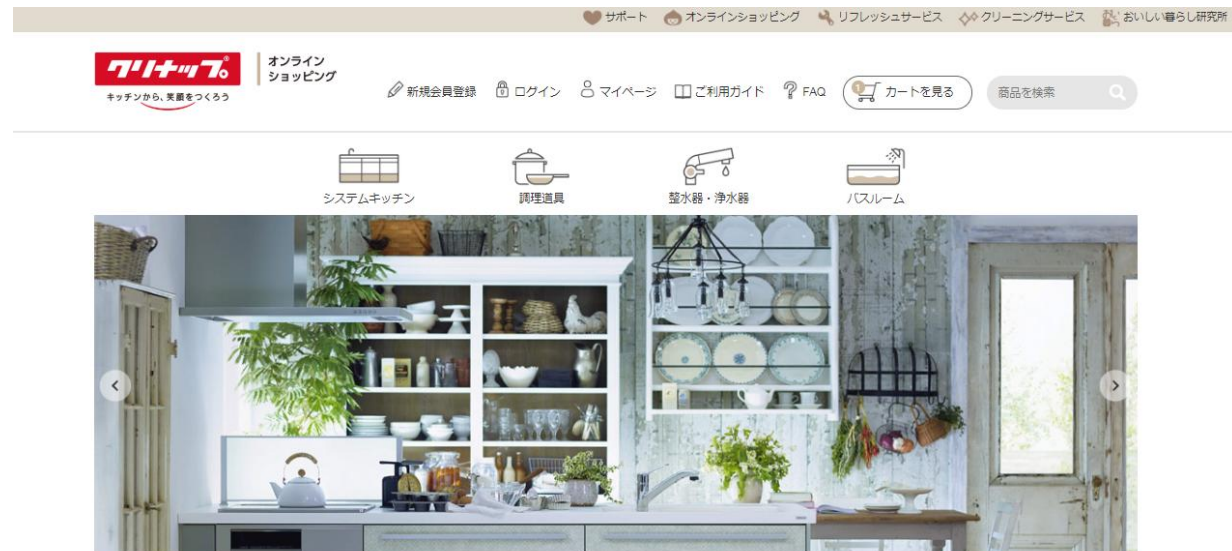 サポート オンラインショッピング リフレッシュサービス クリーニングサービス おいしい暮らし研究所
クリナップ®
キッチンから、笑顔をつくろう
オンライン
ショッピング
新規会員登録 ログイン マイページ ご利用ガイド FAQ 1 カートを見る 商品を検索
システムキッチン 調理道具 整水器・浄水器 バスルーム